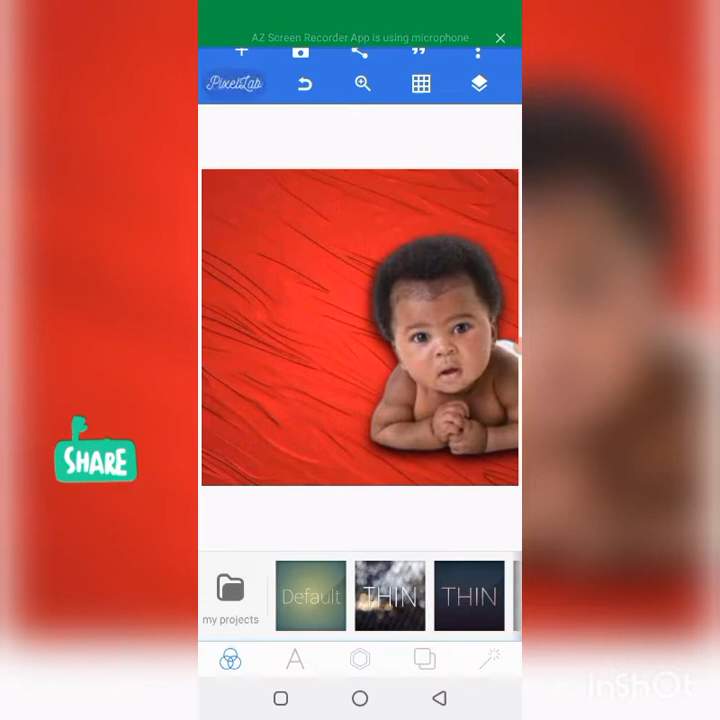 AZ Screen Recorder App is using microphone
PixelLab
SHARE
my projects
Default
THIN
THIN
InShOt